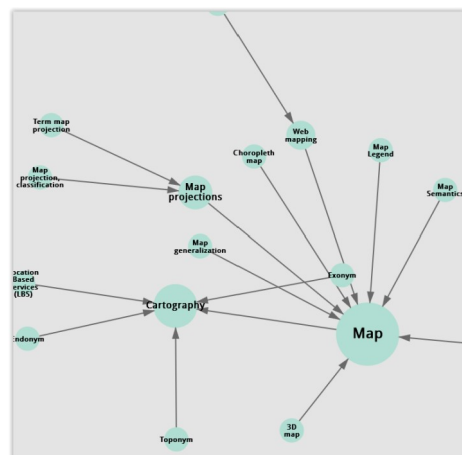 Term map
projection
Web
mapping
Choropleth
map
Map
Legend
Map
projection,
classification
Map
projections
Map
Semantics
Map
generalization
ocation
Based
ervices
(LBS)
Exonym
Cartography
Map
Endonym
Toponym
3D
map